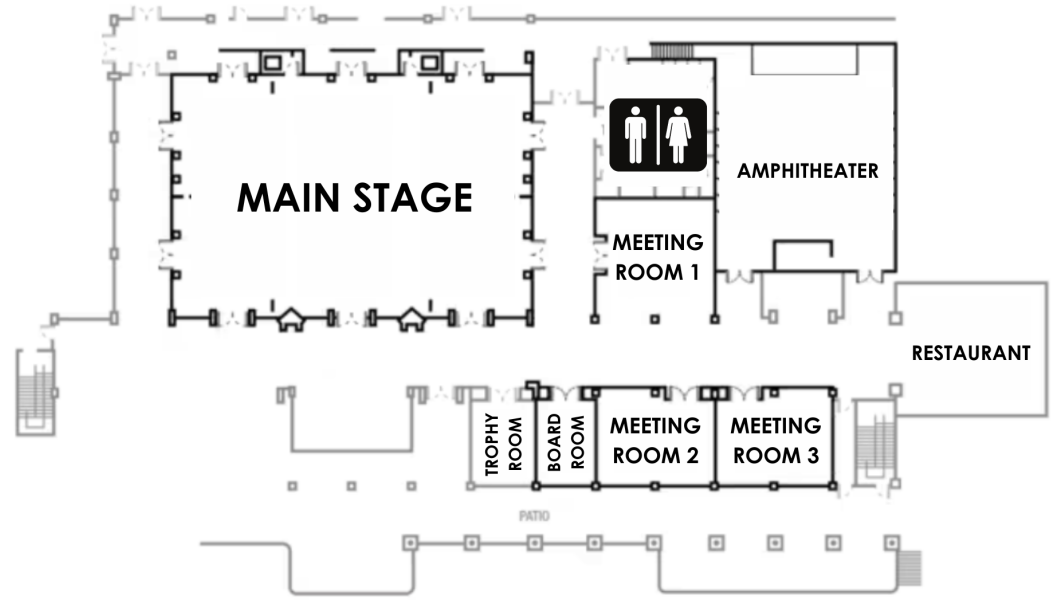 MAIN STAGE
AMPHITHEATER
MEETING
ROOM 1
RESTAURANT
TROPHY
ROOM
BOARD
ROOM
MEETING
ROOM 2
MEETING
ROOM 3
PATIO